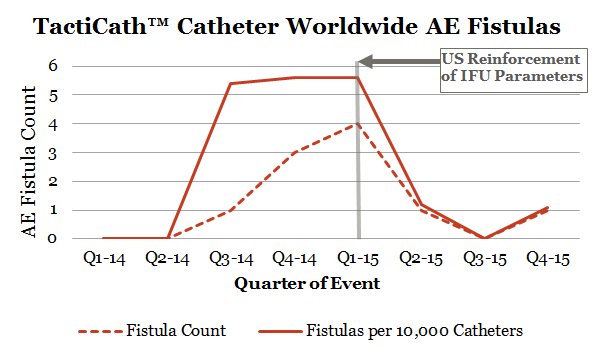 TactiCath™ Catheter Worldwide AE Fistulas
US Reinforcement
of IFU Parameters
AE Fistula Count
6
5
4
3
2
1
0
Q1-14 Q2-14 Q3-14 Q4-14 Q1-15 Q2-15 Q3-15 Q4-15
Quarter of Event
Fistula Count Fistulas per 10,000 Catheters